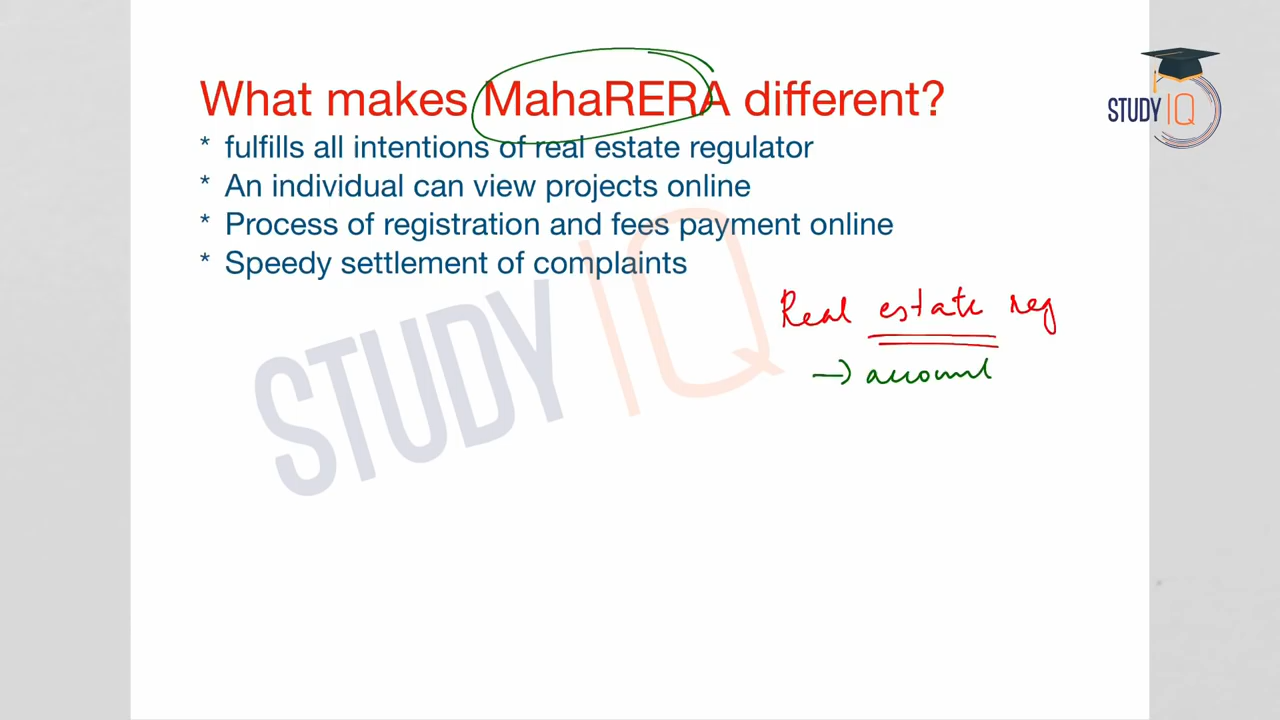 What makes MahaRERA different?
* fulfills all intentions of real estate regulator
* An individual can view projects online
* Process of registration and fees payment online
* Speedy settlement of complaints
Real estate reg
→ account
STUDY IQ
STUDY IQ